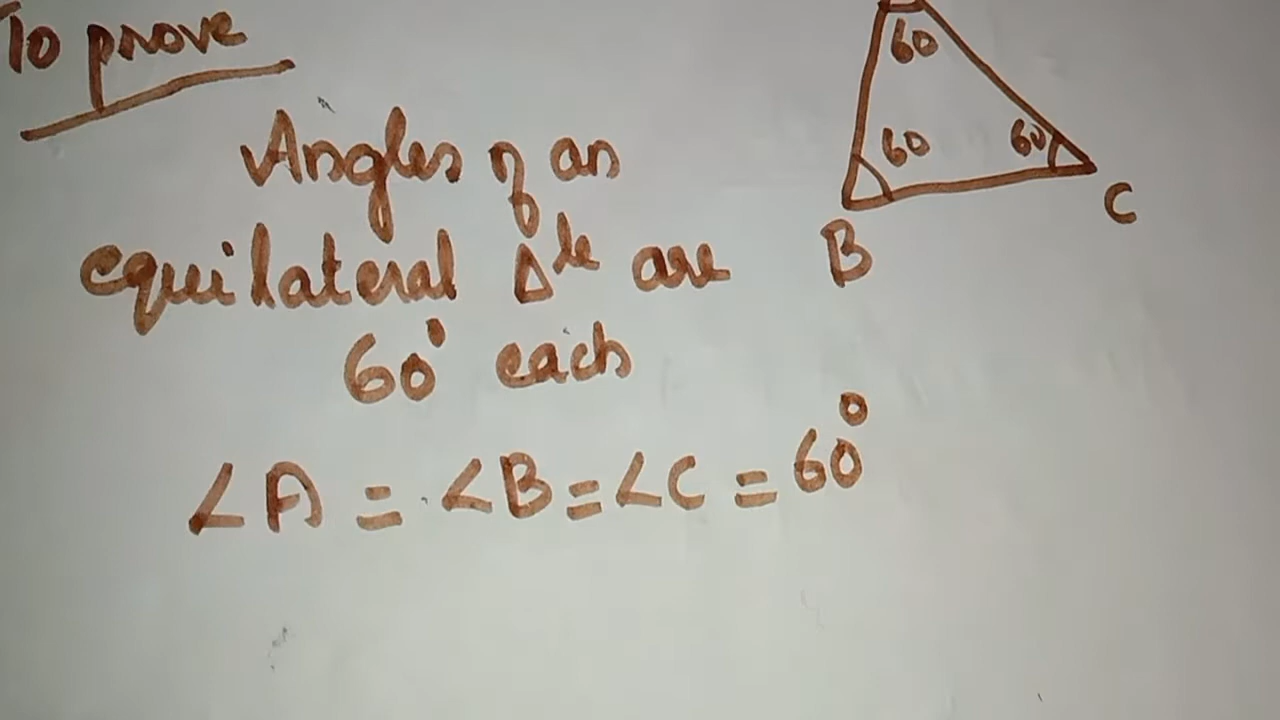 To prove
Angles of an
equilateral Δle are
60° each
∠A = ∠B = ∠C = 60°
60
60
60
B
C